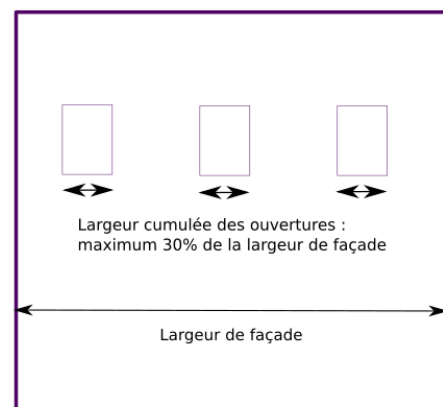 Largeur cumulée des ouvertures :
maximum 30% de la largeur de façade
Largeur de façade